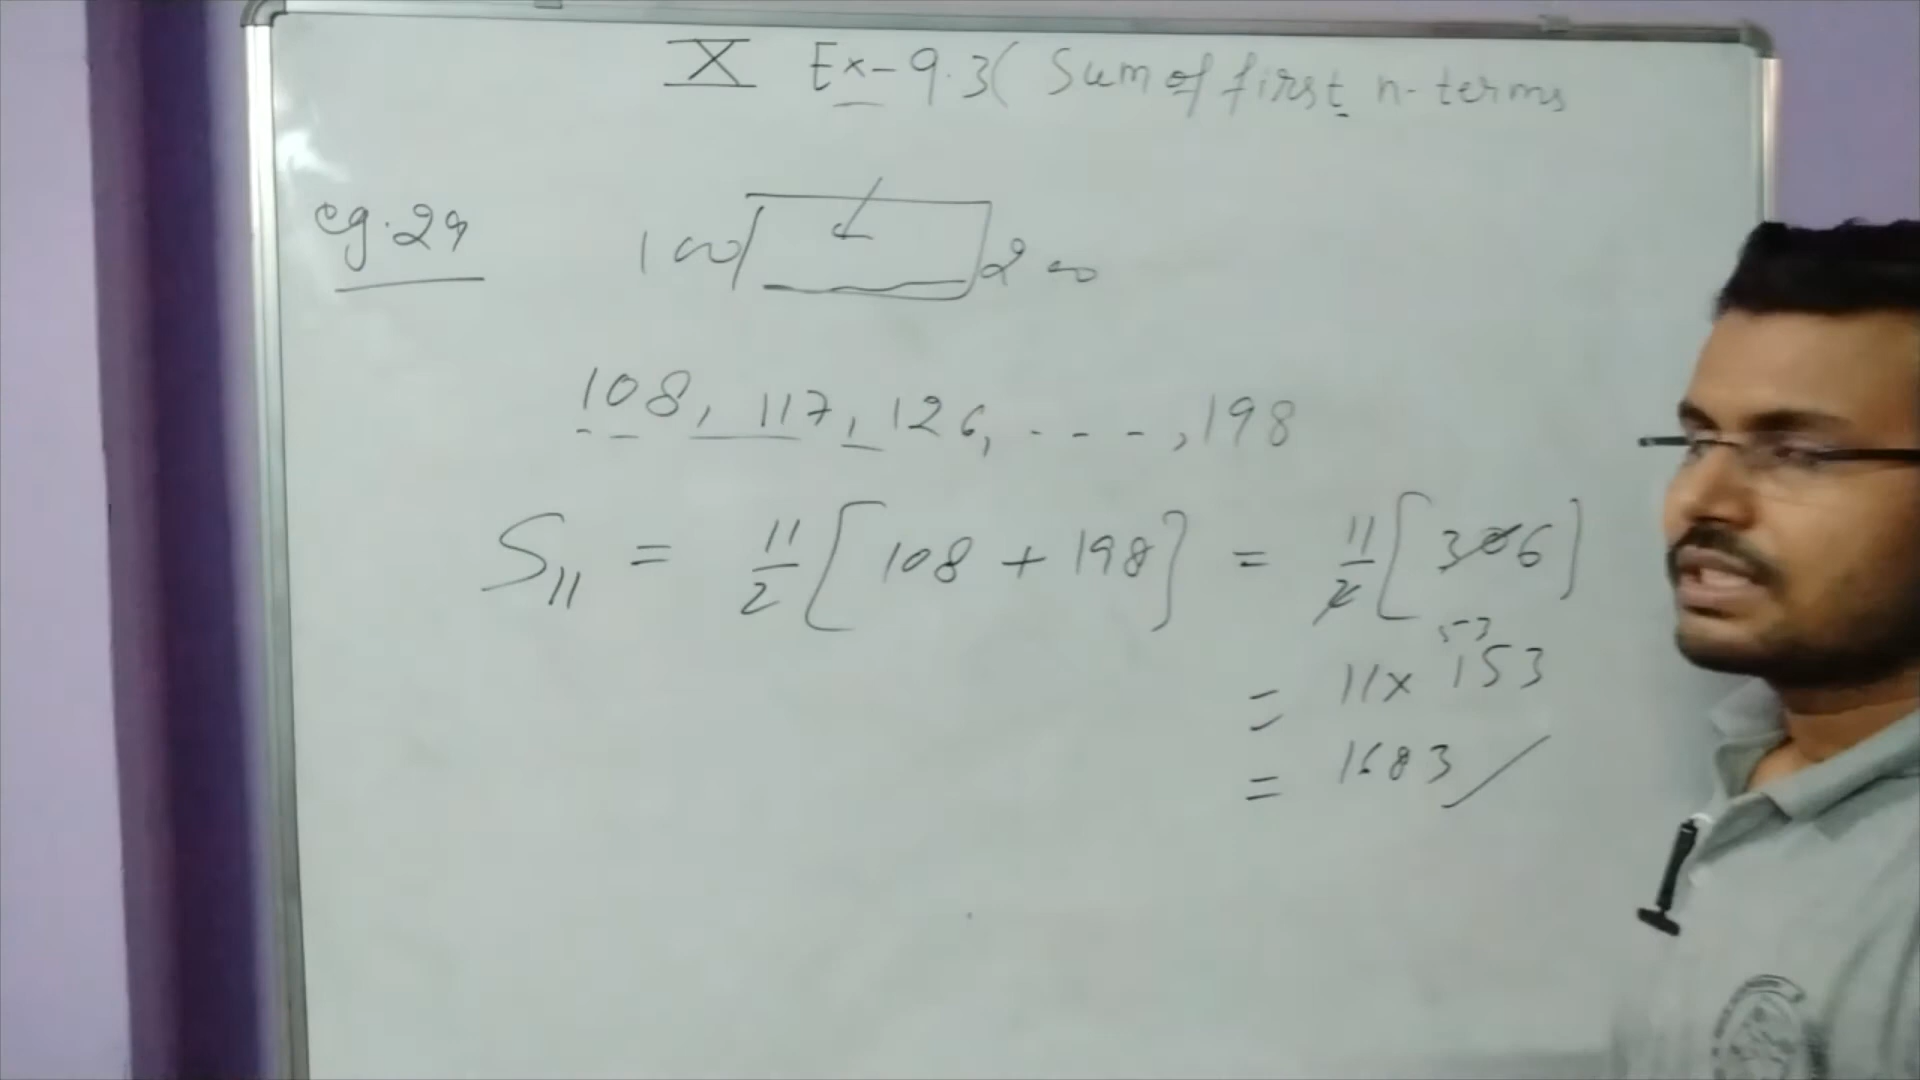 X Ex-9.3( Sum of first n-terms
eg.29
100 200
108, 117, 126, - - - -, 198
S11 = 11/2 [108 + 198] = 11/2 [306]
53
= 11x 153
= 1683/